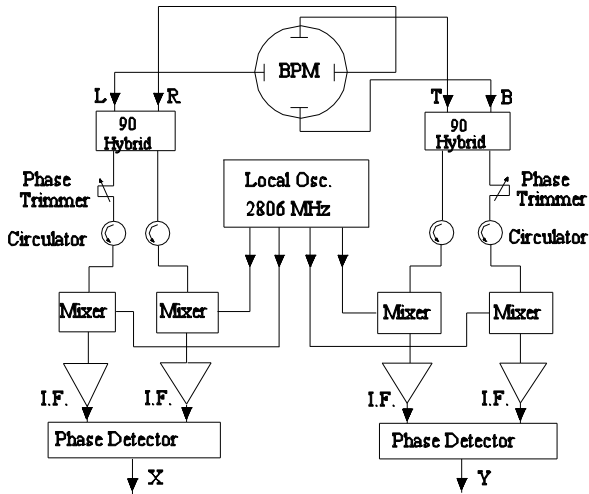 BPM
L
R
T
B
90
Hybrid
90
Hybrid
Phase
Trimmer
Local Osc.
2806 MHz
Phase
Trimmer
Circulator
Circulator
Mixer
Mixer
Mixer
Mixer
I.F.
I.F.
I.F.
I.F.
Phase Detector
Phase Detector
X
Y